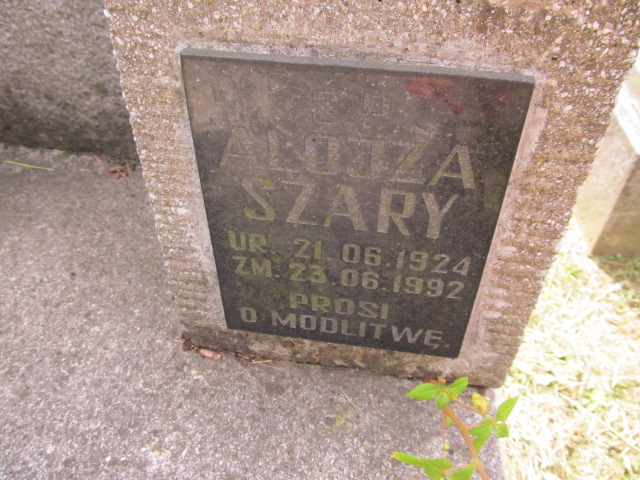 Ś P
ALOJZA
SZARY
UR. 21.06.1924
ZM. 23.06.1992
PROSI
O MODLITWĘ